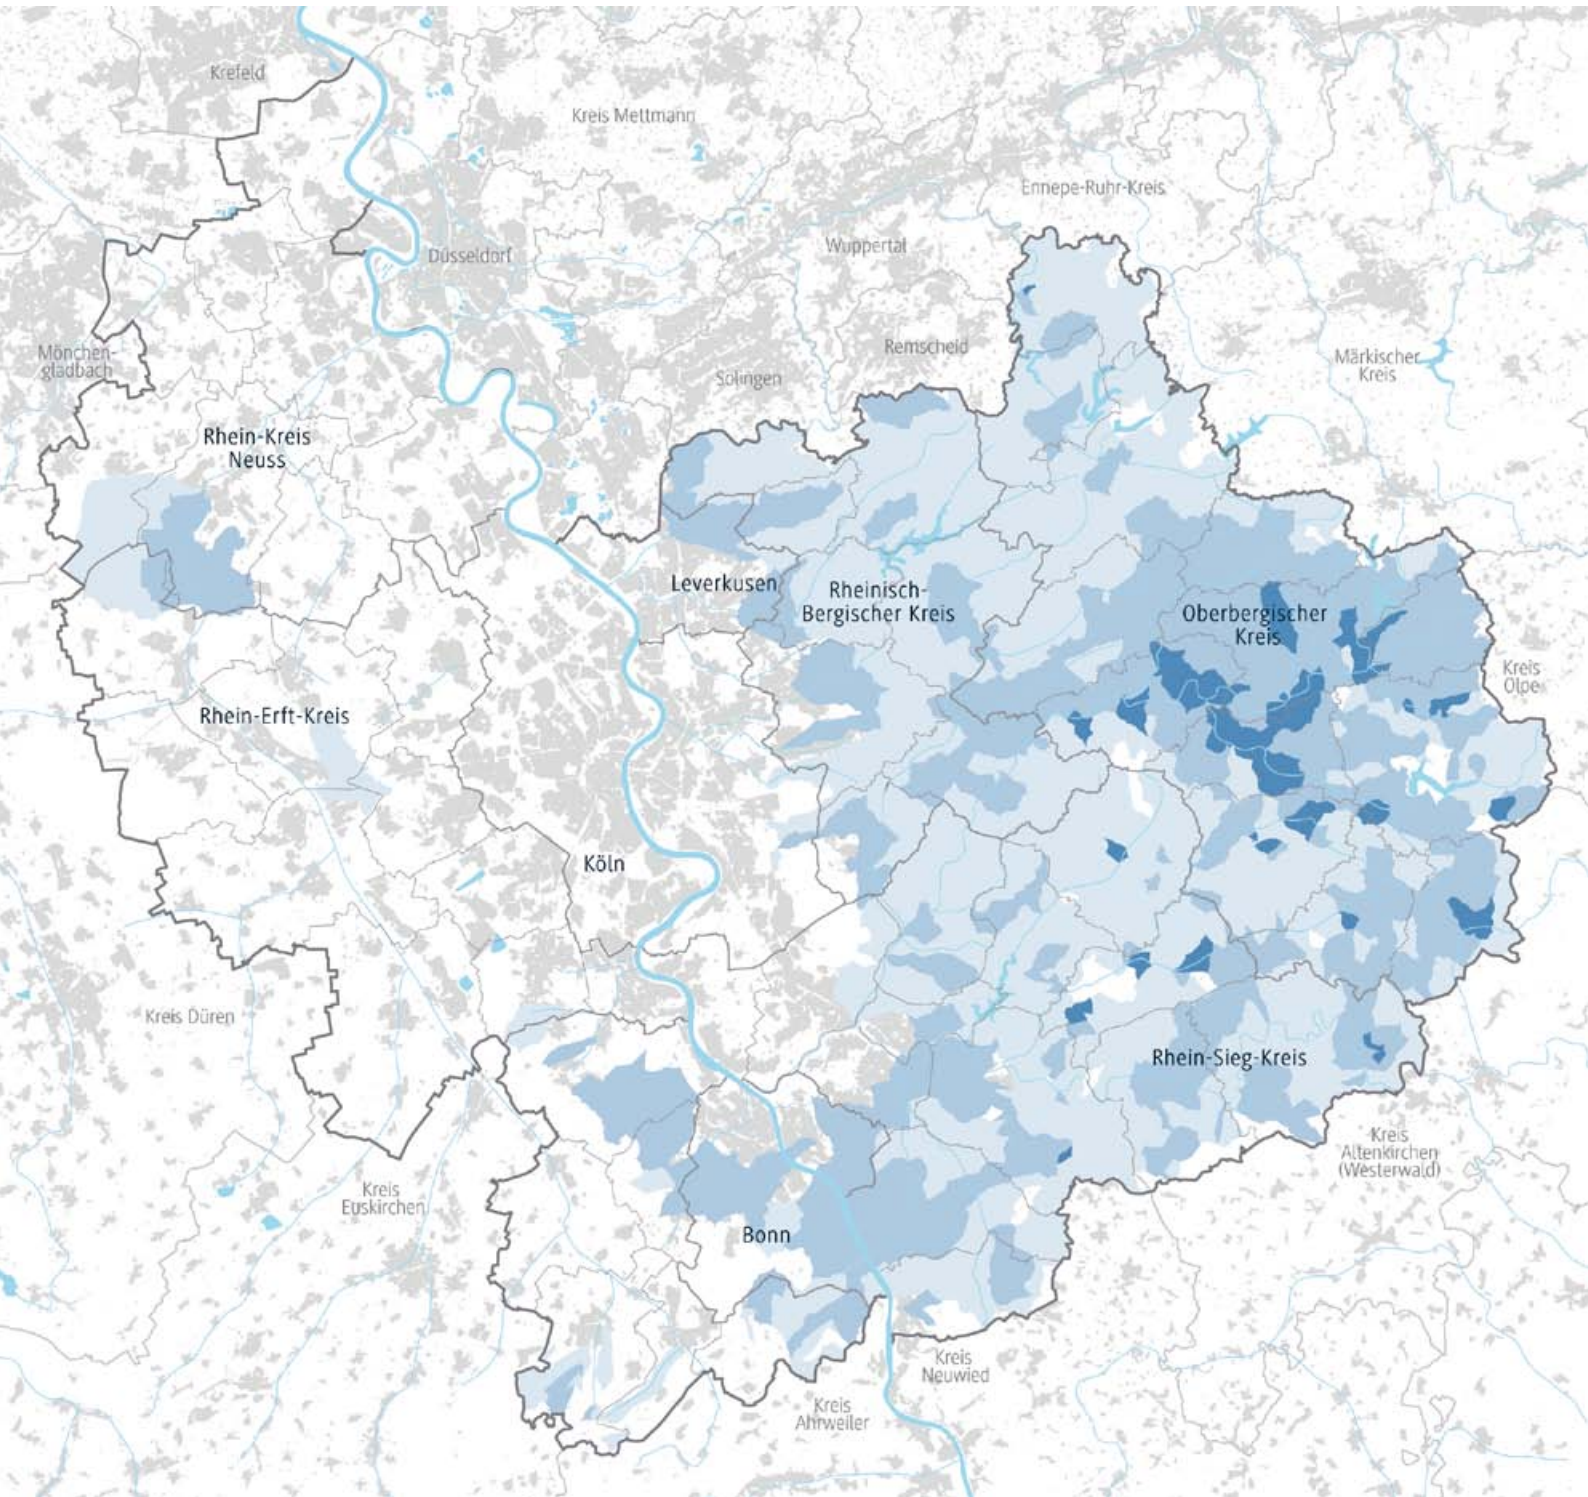 Krefeld
Kreis Mettmann
Ennepe-Ruhr-Kreis
Wuppertal
Düsseldorf
Remscheid
Mönchen-
gladbach
Solingen
Märkischer
Kreis
Rhein-Kreis
Neuss
Leverkusen
Rheinisch-
Bergischer Kreis
Oberbergischer
Kreis
Kreis
Olpe
Rhein-Erft-Kreis
Köln
Kreis Düren
Rhein-Sieg-Kreis
Kreis
Altenkirchen
(Westerwald)
Kreis
Euskirchen
Bonn
Kreis
Neuwied
Kreis
Ahrweiler